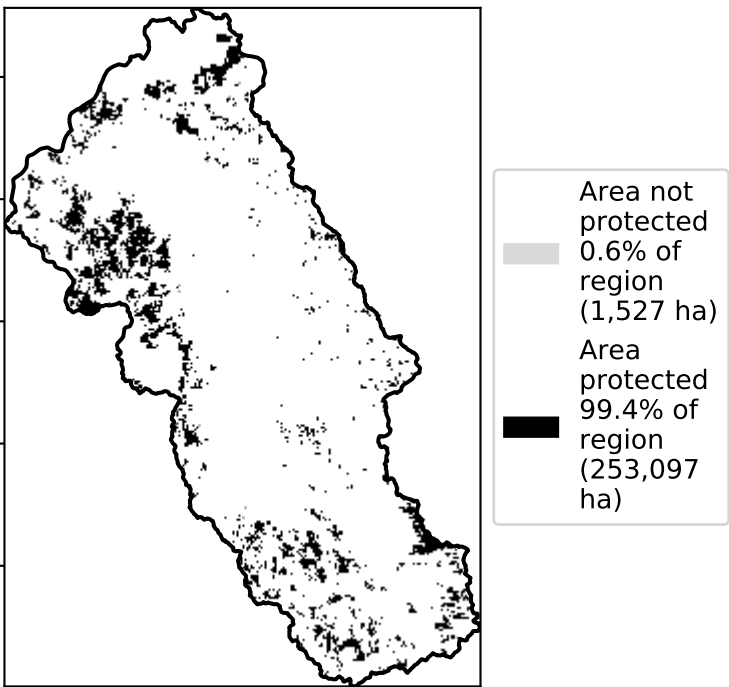 Area not
protected
0.6% of
region
(1,527 ha)
Area
protected
99.4% of
region
(253,097
ha)